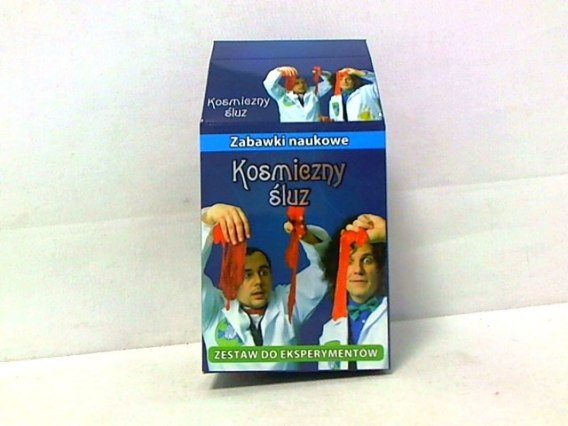 Kosmiczny
śluz
Zabawki naukowe
Kosmiczny
śluz
ZESTAW DO EKSPERYMENTÓW